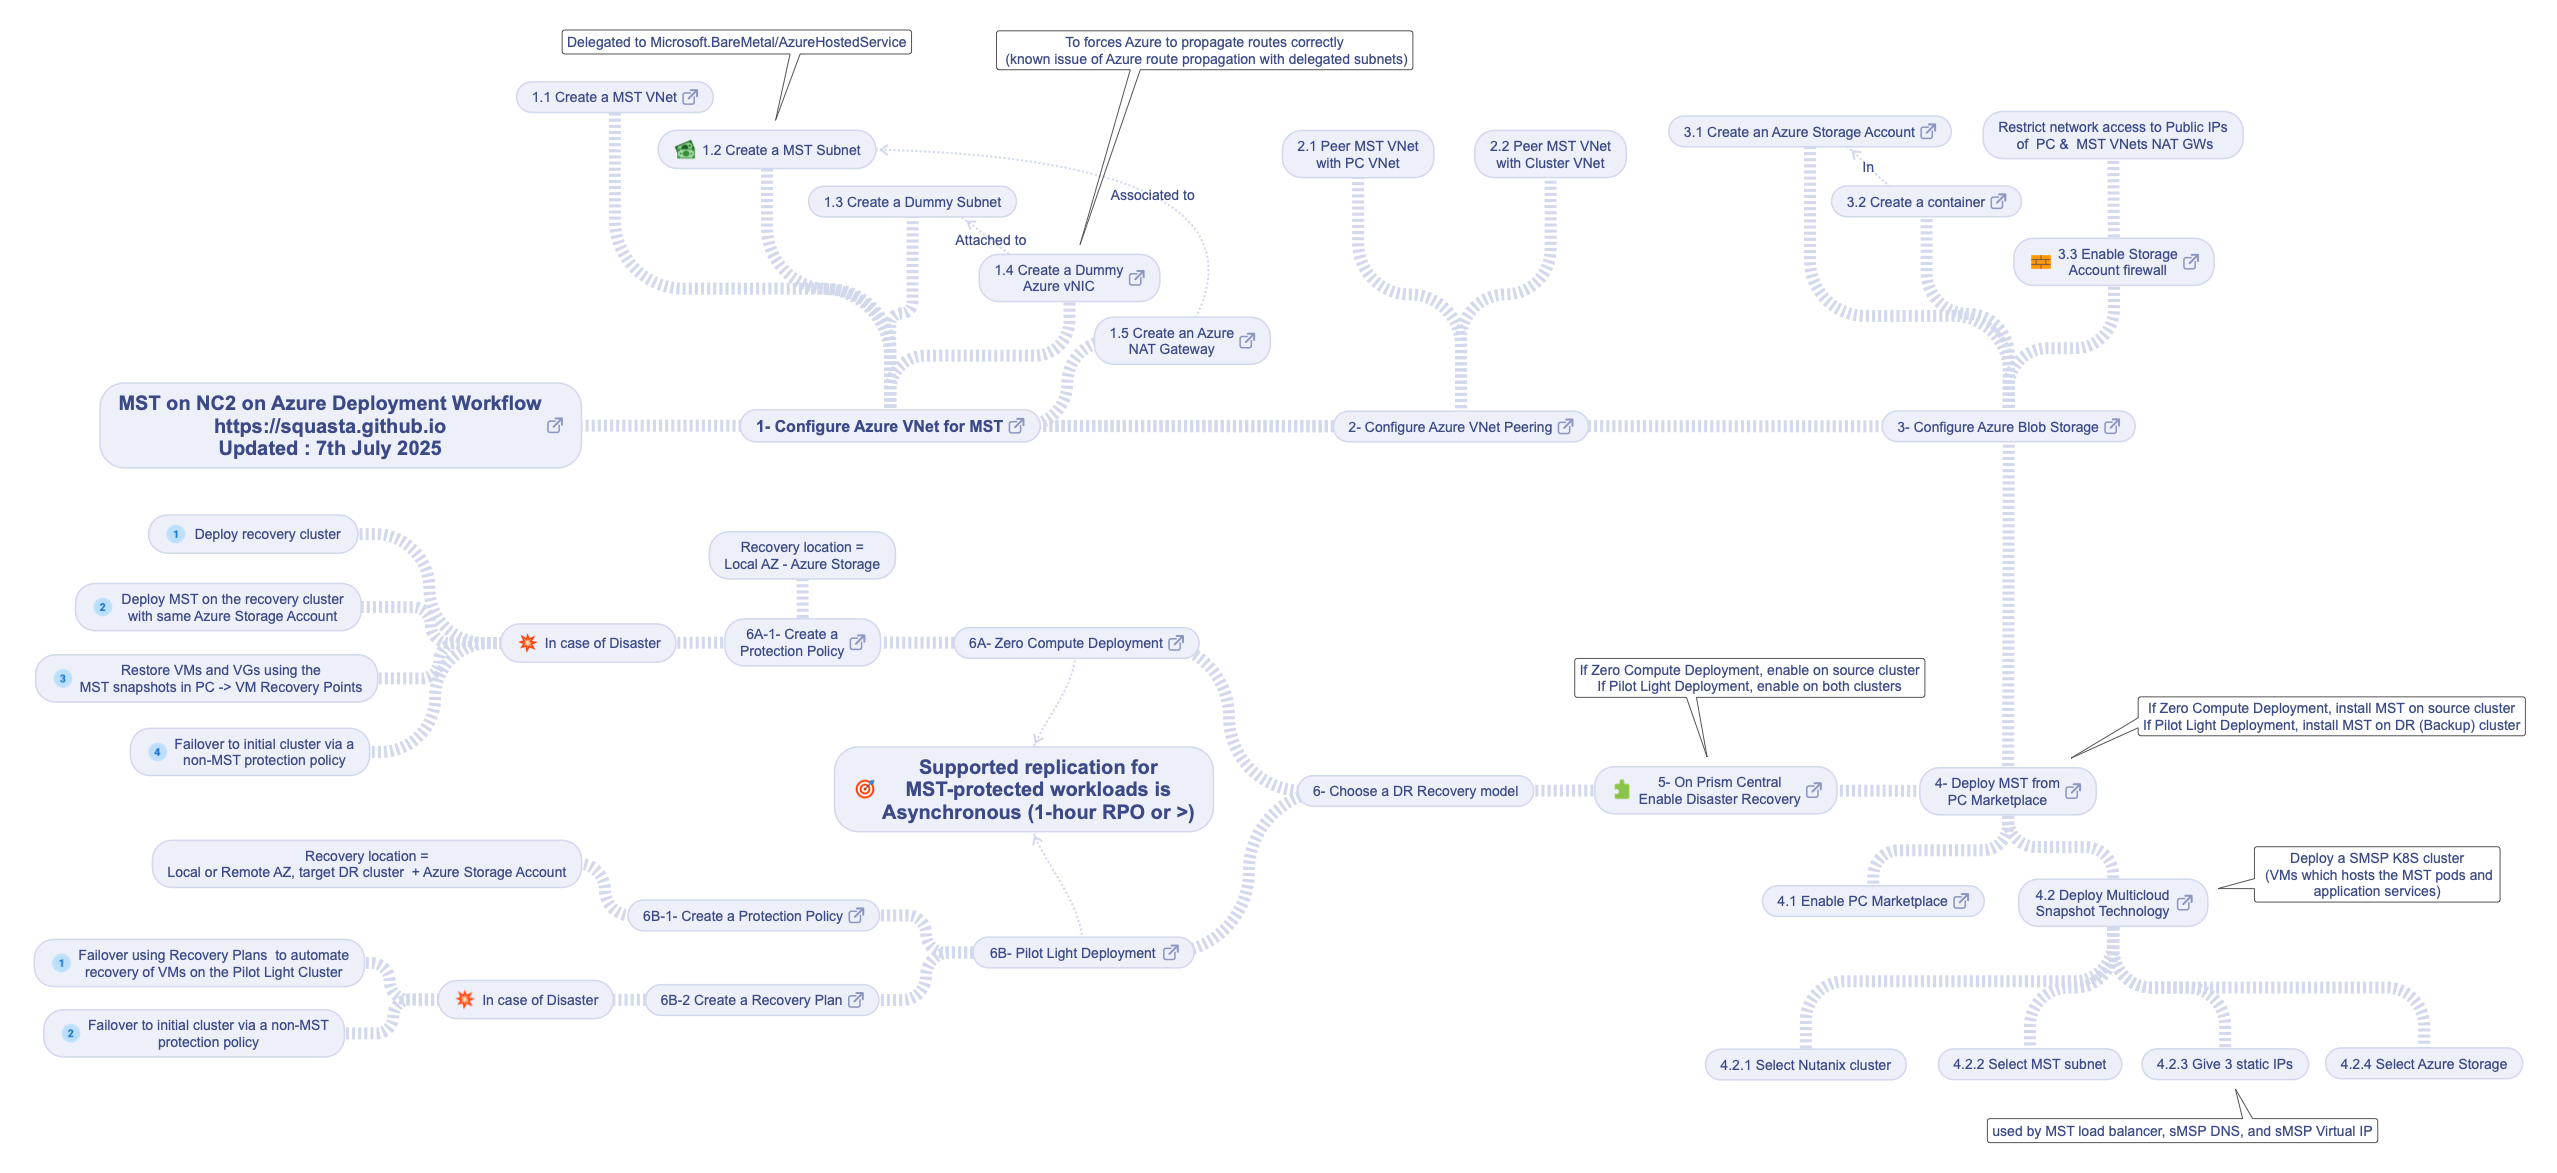 Delegated to Microsoft.BareMetal/AzureHostedService
To forces Azure to propagate routes correctly
(known issue of Azure route propagation with delegated subnets)
1.1 Create a MST VNet
1.2 Create a MST Subnet
1.3 Create a Dummy Subnet
Associated to
Attached to
1.4 Create a Dummy
Azure vNIC
1.5 Create an Azure
NAT Gateway
2.1 Peer MST VNet
with PC VNet
2.2 Peer MST VNet
with Cluster VNet
3.1 Create an Azure Storage Account
In
3.2 Create a container
Restrict network access to Public IPs
of PC & MST VNets NAT GWs
3.3 Enable Storage
Account firewall
MST on NC2 on Azure Deployment Workflow
https://squasta.github.io
Updated : 7th July 2025
1- Configure Azure VNet for MST
2- Configure Azure VNet Peering
3- Configure Azure Blob Storage
1
Deploy recovery cluster
2
Deploy MST on the recovery cluster
with same Azure Storage Account
3
Restore VMs and VGs using the
MST snapshots in PC -> VM Recovery Points
4
Failover to initial cluster via a
non-MST protection policy
In case of Disaster
Recovery location =
Local AZ - Azure Storage
6A-1- Create a
Protection Policy
6A- Zero Compute Deployment
Supported replication for
MST-protected workloads is
Asynchronous (1-hour RPO or >)
6- Choose a DR Recovery model
If Zero Compute Deployment, enable on source cluster
If Pilot Light Deployment, enable on both clusters
5- On Prism Central
Enable Disaster Recovery
If Zero Compute Deployment, install MST on source cluster
If Pilot Light Deployment, install MST on DR (Backup) cluster
4- Deploy MST from
PC Marketplace
Recovery location =
Local or Remote AZ, target DR cluster + Azure Storage Account
6B-1- Create a Protection Policy
6B- Pilot Light Deployment
1
Failover using Recovery Plans to automate
recovery of VMs on the Pilot Light Cluster
In case of Disaster
6B-2 Create a Recovery Plan
2
Failover to initial cluster via a non-MST
protection policy
4.1 Enable PC Marketplace
4.2 Deploy Multicloud
Snapshot Technology
Deploy a SMSP K8S cluster
(VMs which hosts the MST pods and
application services)
4.2.1 Select Nutanix cluster
4.2.2 Select MST subnet
4.2.3 Give 3 static IPs
4.2.4 Select Azure Storage
used by MST load balancer, sMSP DNS, and sMSP Virtual IP